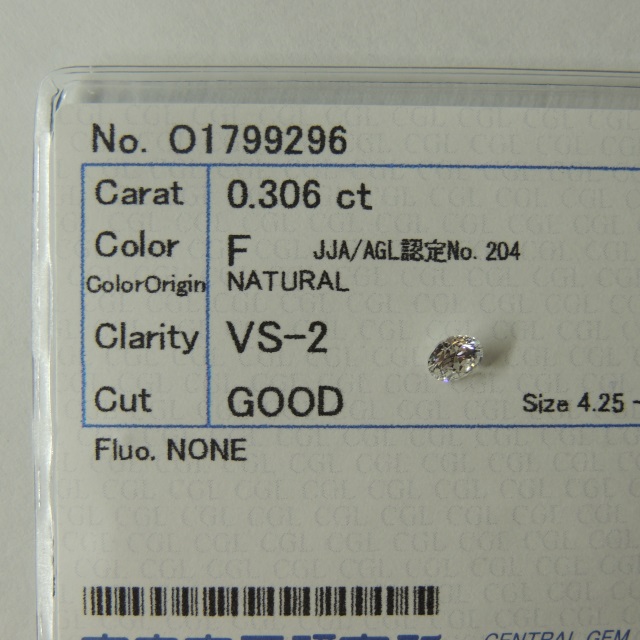 No. O1799296
Carat 0.306 ct
Color F JJA/AGL認定No. 204
ColorOrigin NATURAL
Clarity VS-2
Cut GOOD Size 4.25 -
Fluo. NONE
CENTRAL GEM